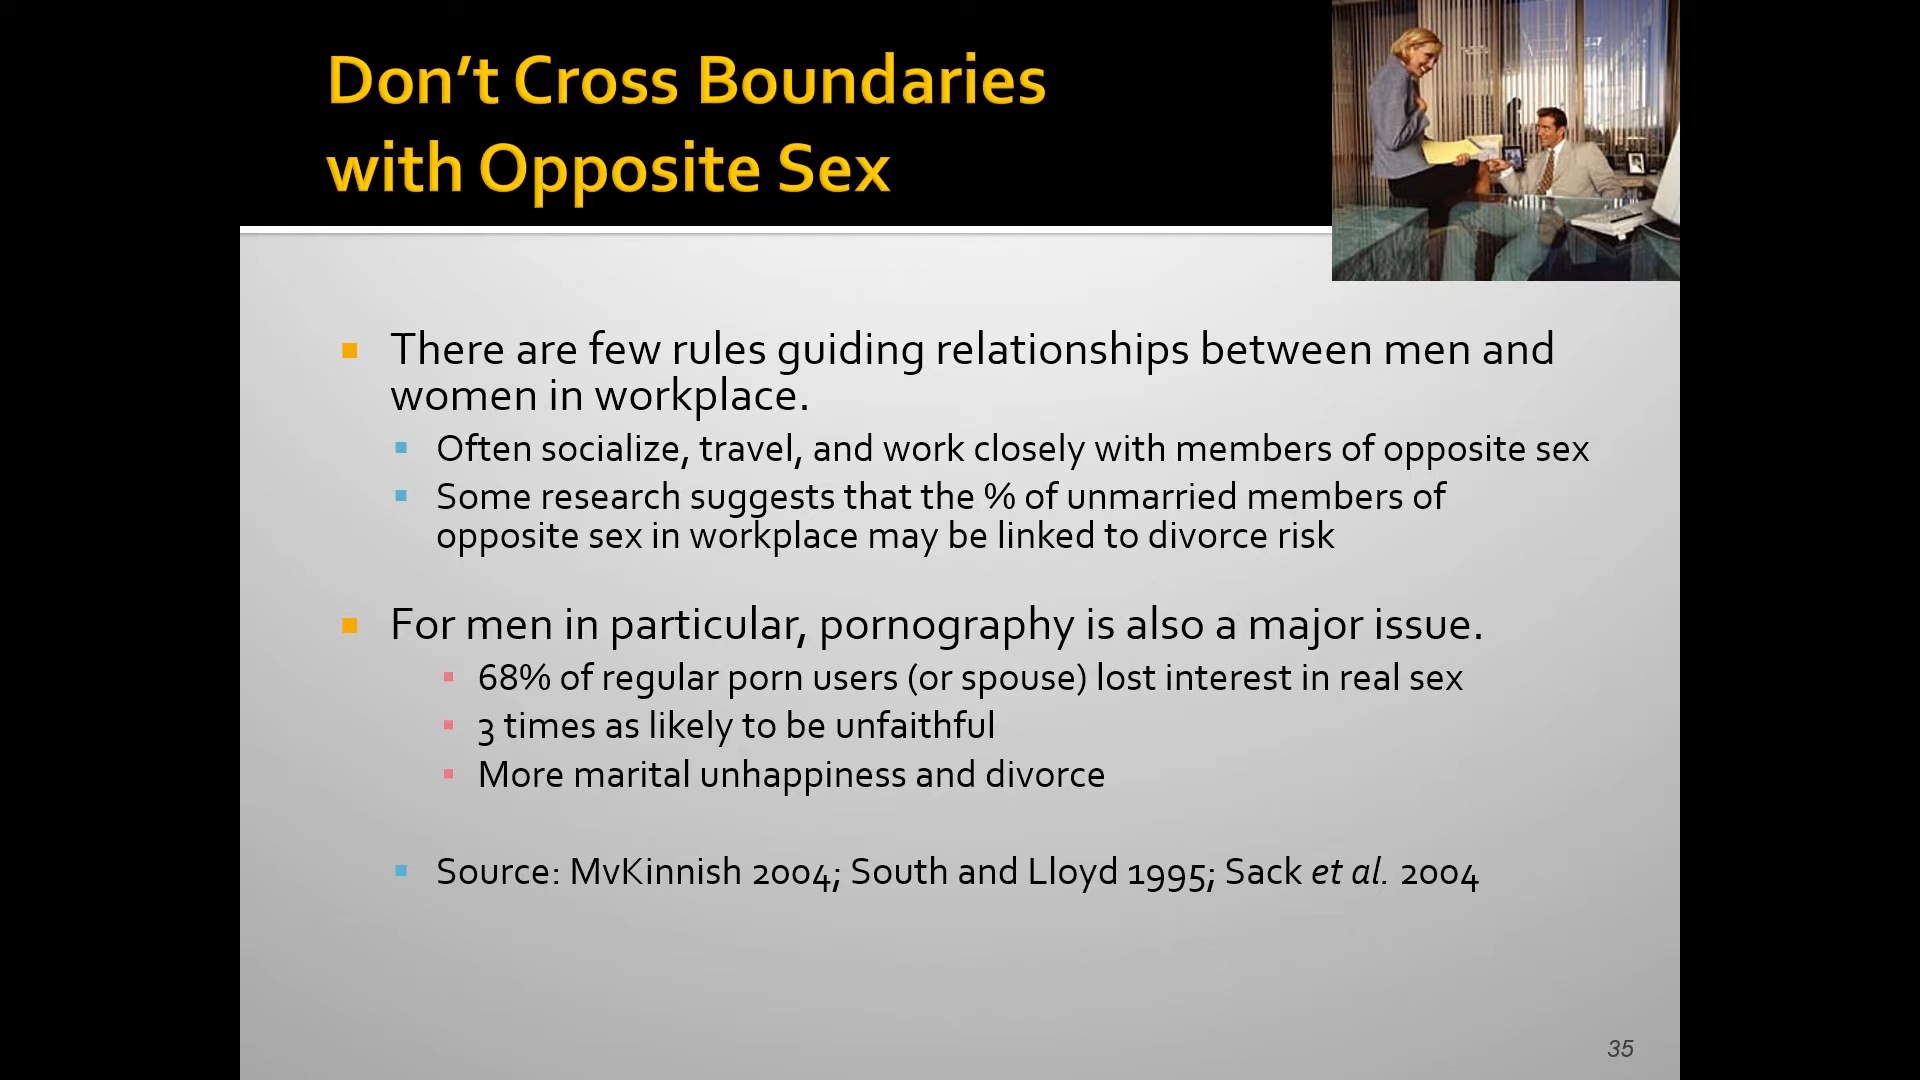 Don’t Cross Boundaries
with Opposite Sex
There are few rules guiding relationships between men and
women in workplace.
Often socialize, travel, and work closely with members of opposite sex
Some research suggests that the % of unmarried members of
opposite sex in workplace may be linked to divorce risk
For men in particular, pornography is also a major issue.
68% of regular porn users (or spouse) lost interest in real sex
3 times as likely to be unfaithful
More marital unhappiness and divorce
Source: MvKinnish 2004; South and Lloyd 1995; Sack et al. 2004
35